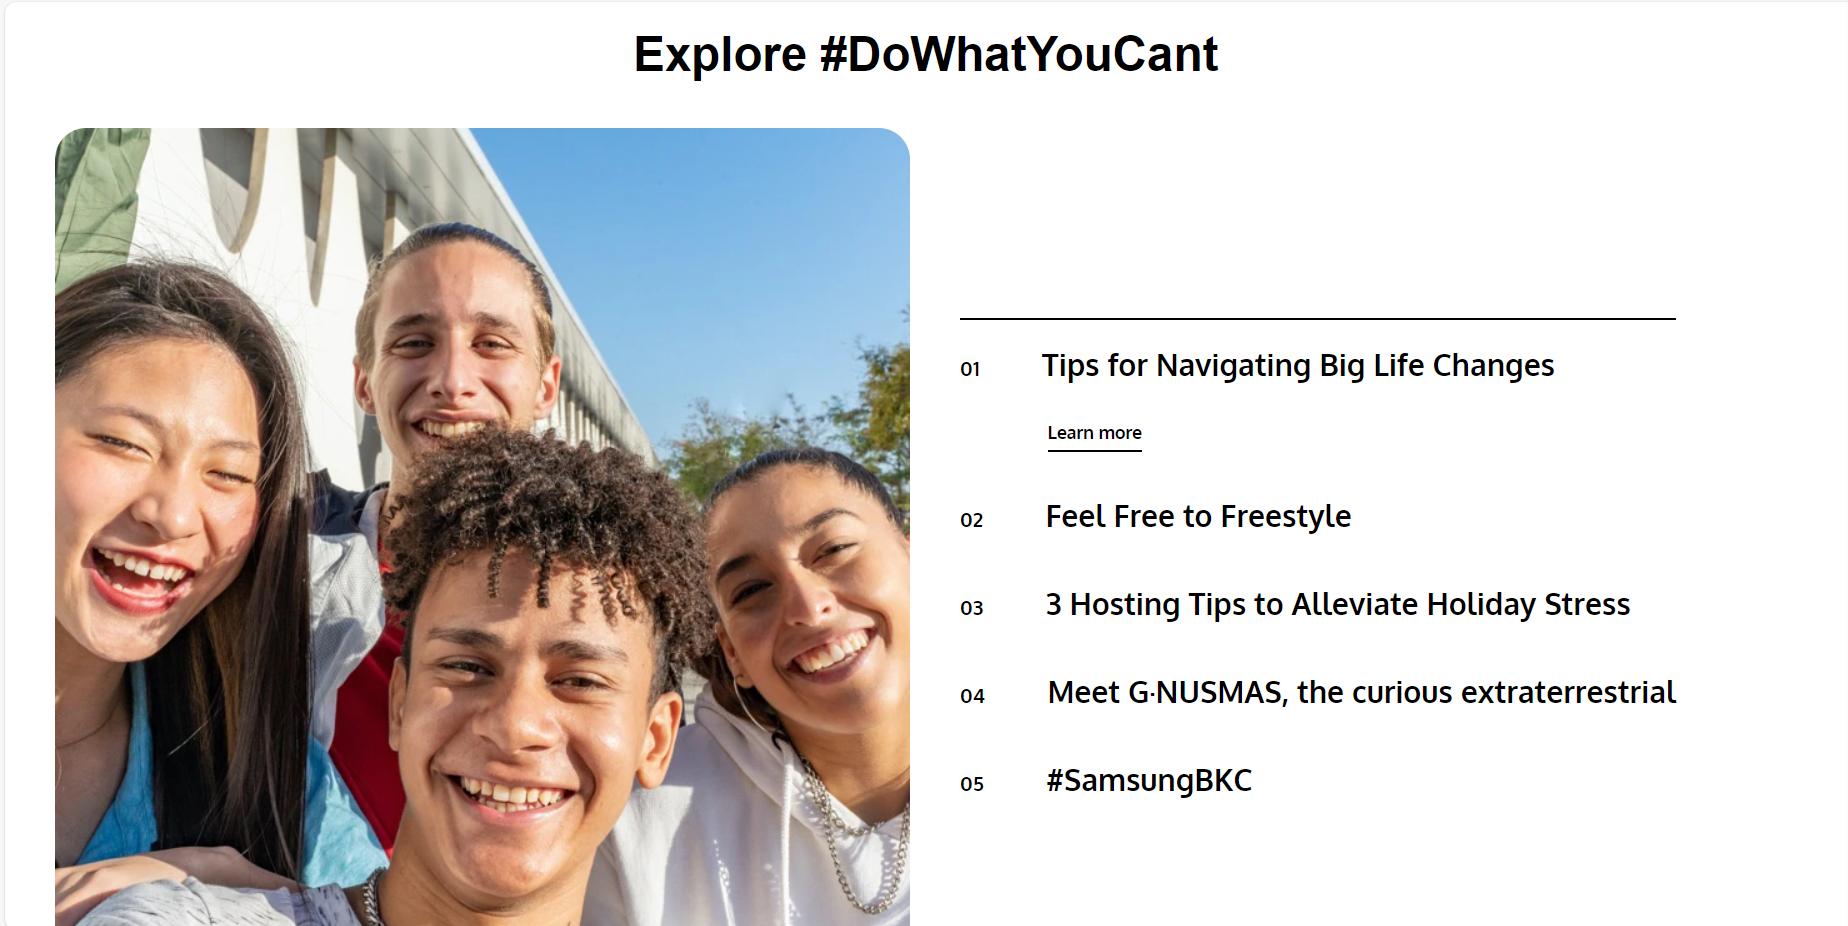 Explore #DoWhatYouCant
01 Tips for Navigating Big Life Changes
Learn more
02 Feel Free to Freestyle
03 3 Hosting Tips to Alleviate Holiday Stress
04 Meet G·NUSMAS, the curious extraterrestrial
05 #SamsungBKC